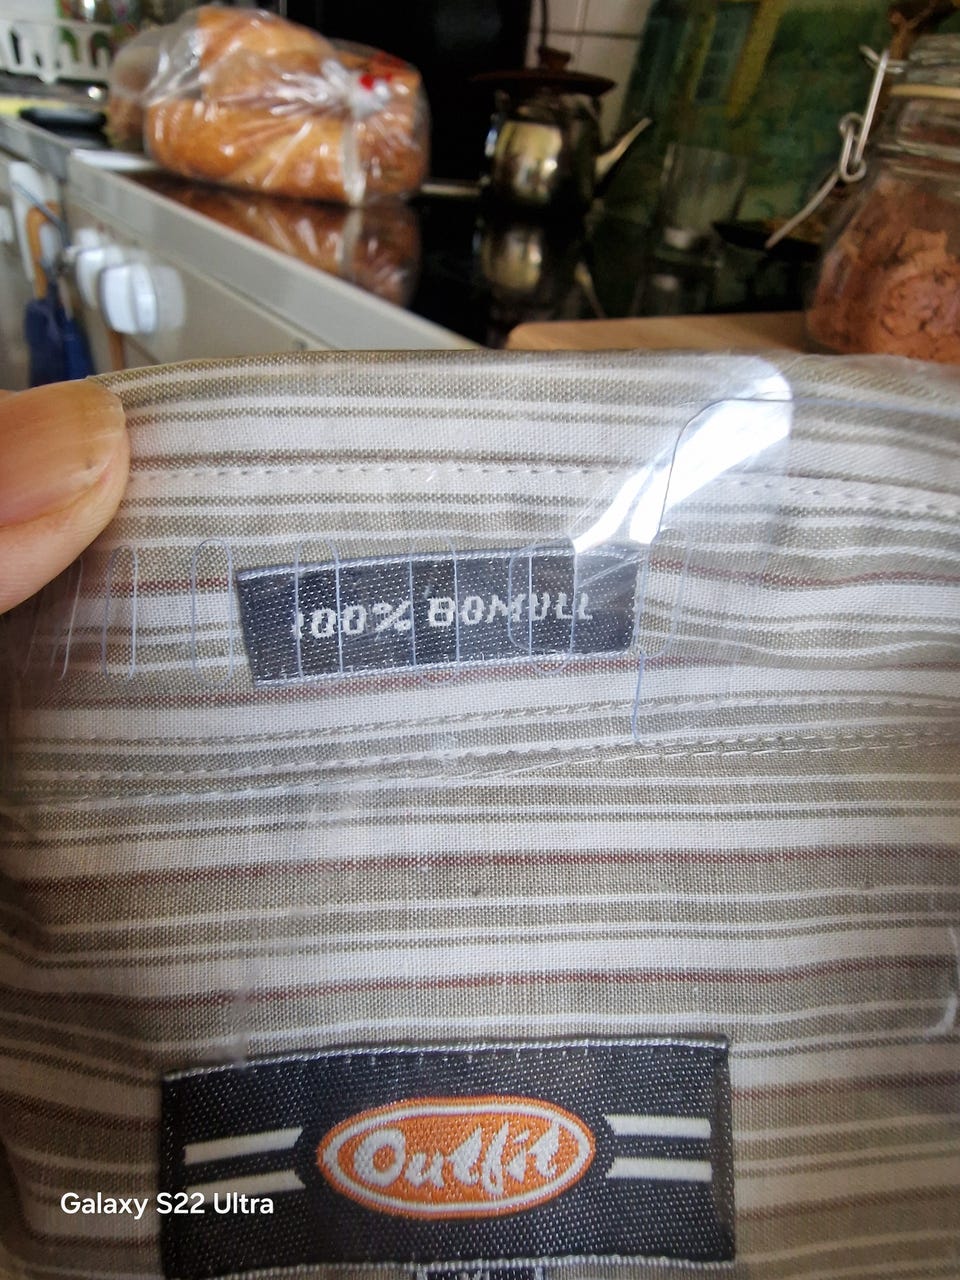 100% BOMULL
Outfit
Galaxy S22 Ultra